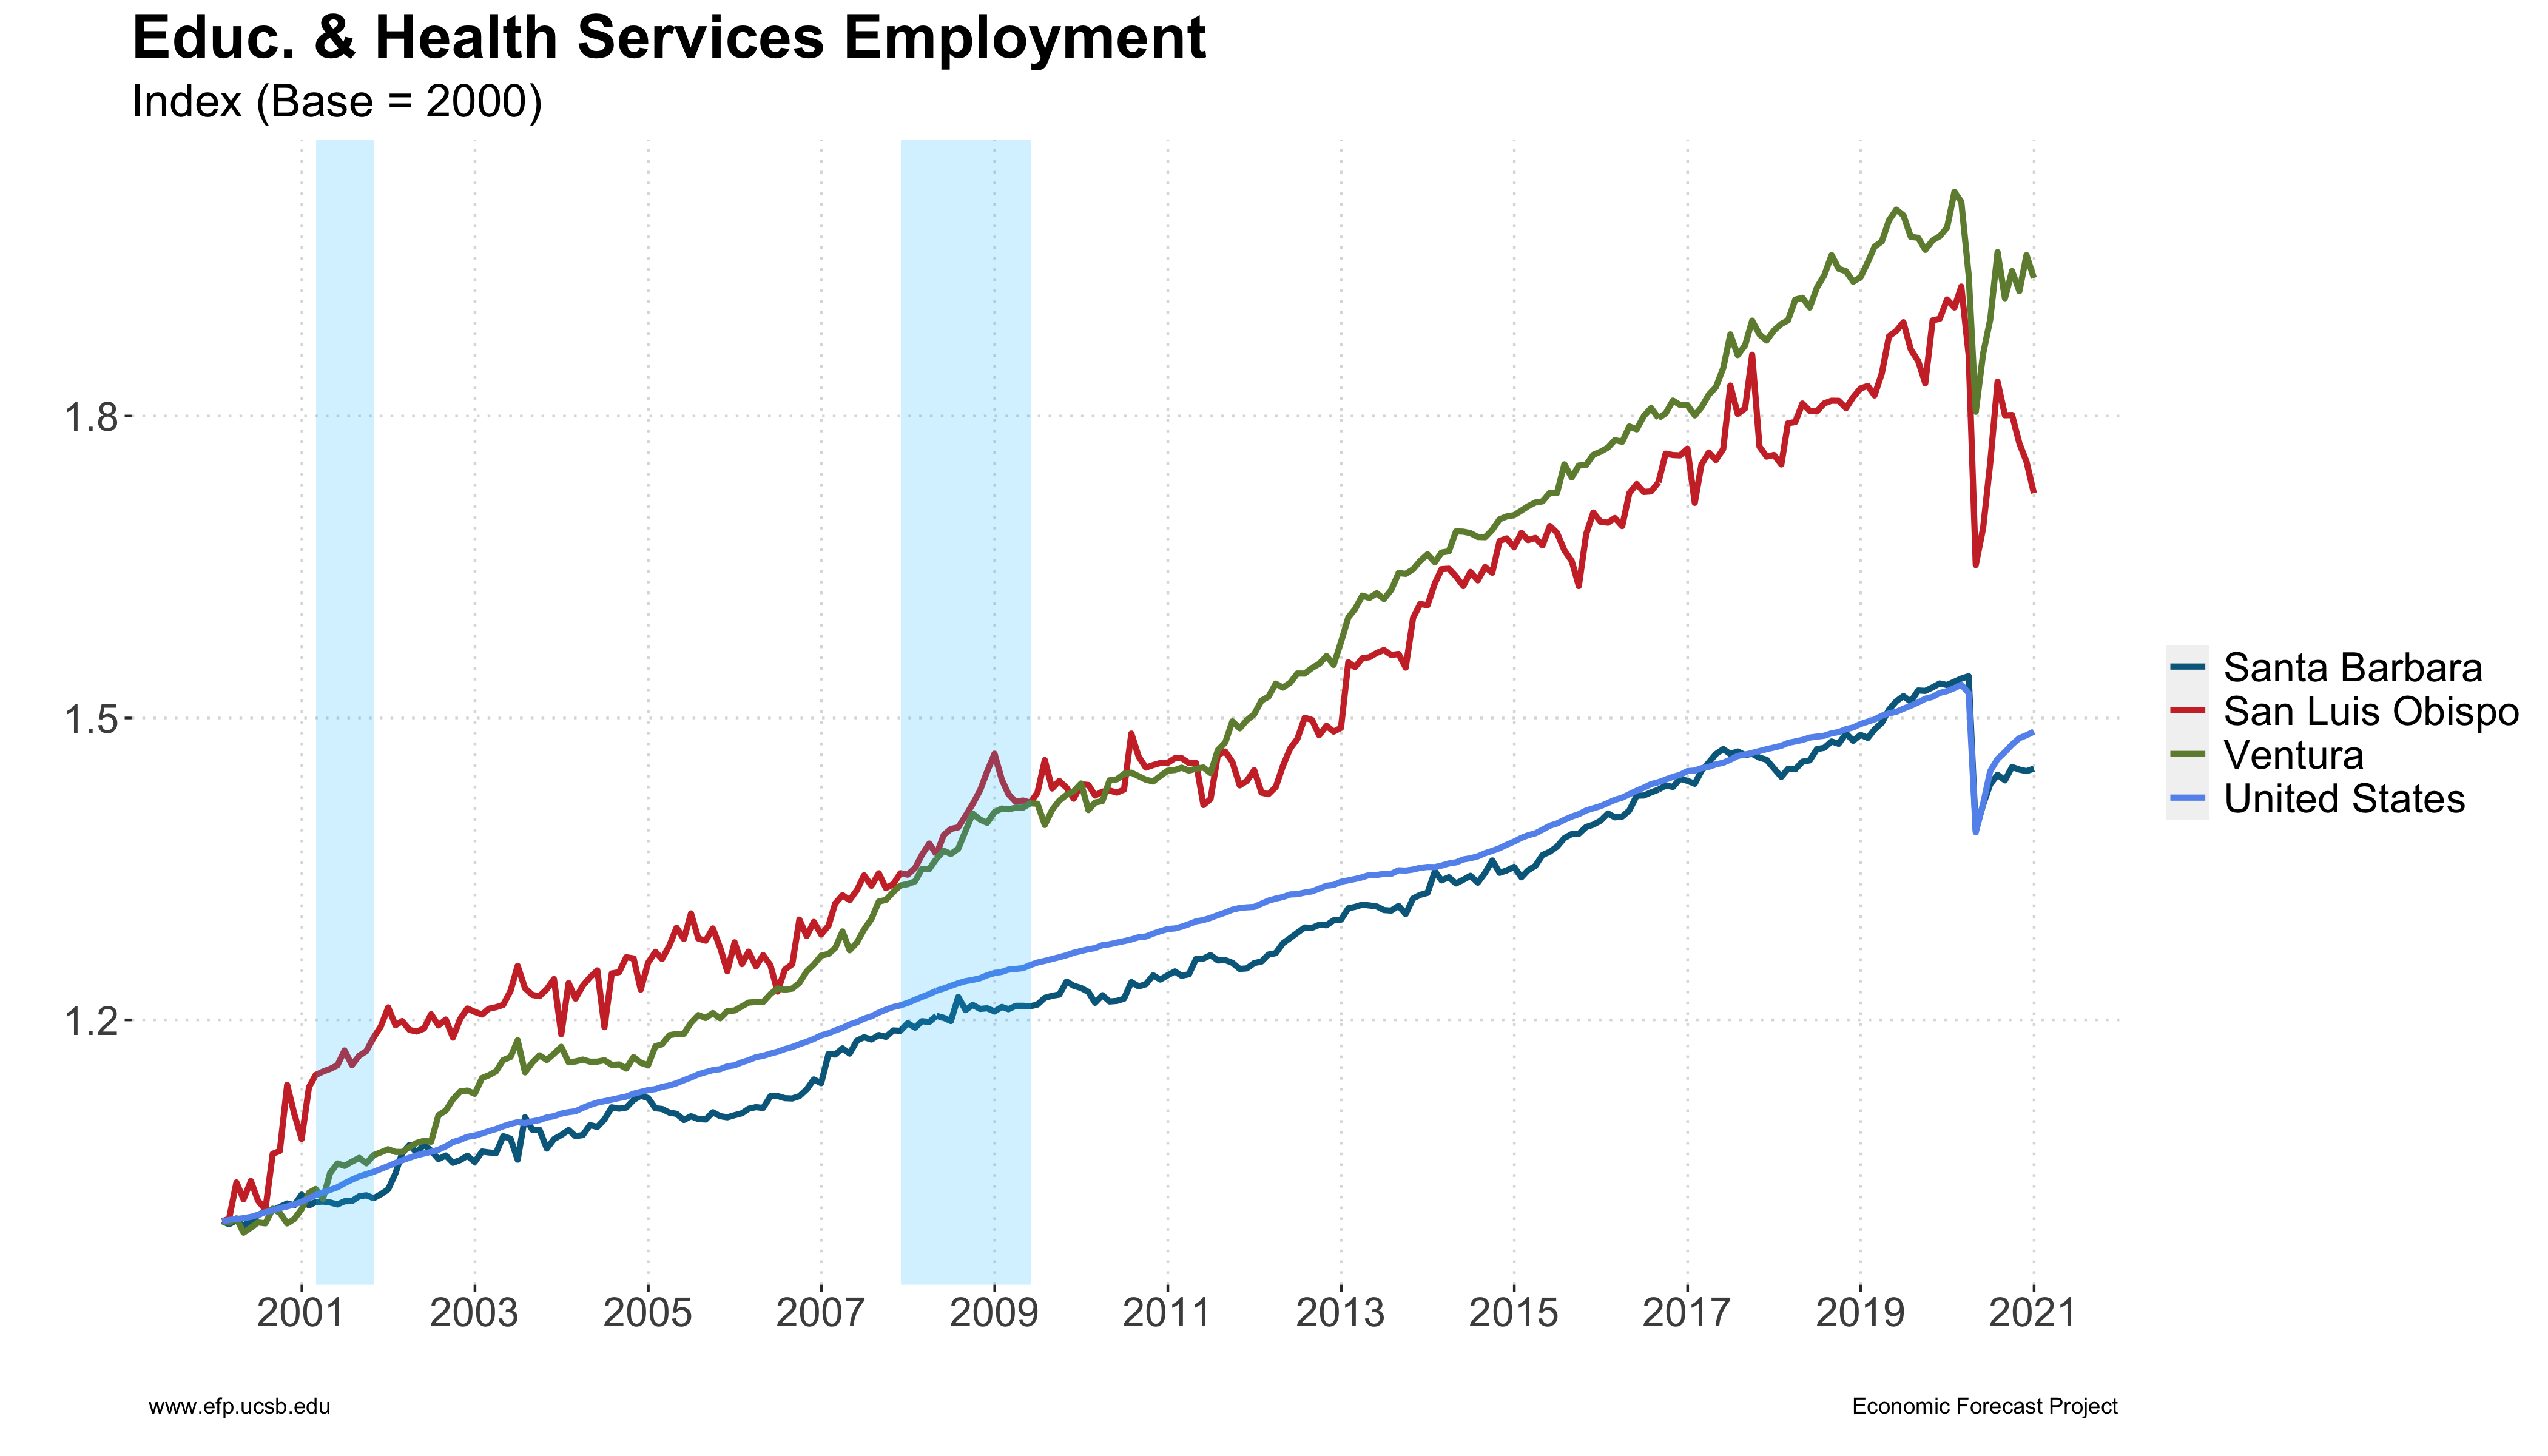 Educ. & Health Services Employment
Index (Base = 2000)
1.8
1.5
1.2
2001 2003 2005 2007 2009 2011 2013 2015 2017 2019 2021
Santa Barbara
San Luis Obispo
Ventura
United States
www.efp.ucsb.edu
Economic Forecast Project